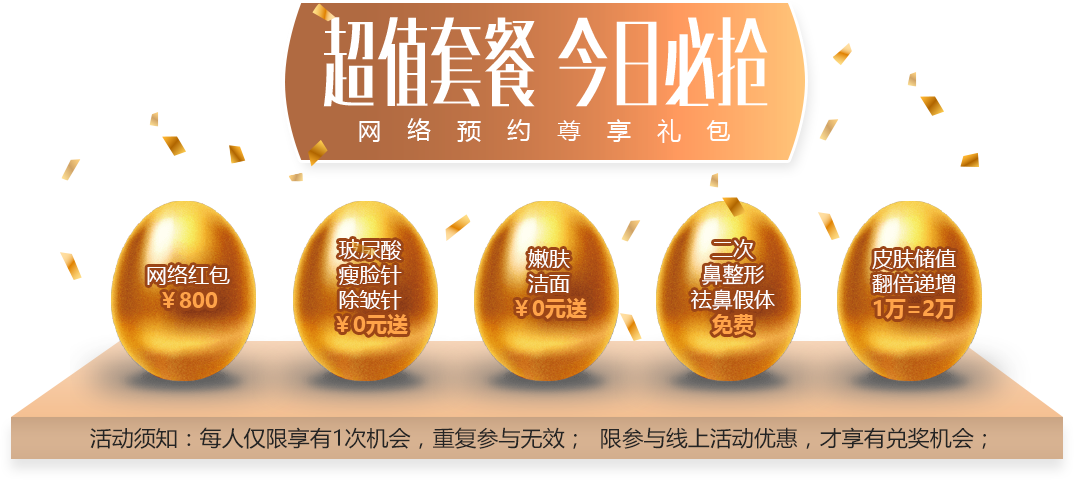 超值套餐 今日必抢
网络预约尊享礼包
网络红包
￥800
玻尿酸
瘦脸针
除皱针
￥0元送
嫩肤
洁面
￥0元送
二次
鼻整形
祛鼻假体
免费
皮肤储值
翻倍递增
1万=2万
活动须知：每人仅限享有1次机会，重复参与无效； 限参与线上活动优惠，才享有兑奖机会；